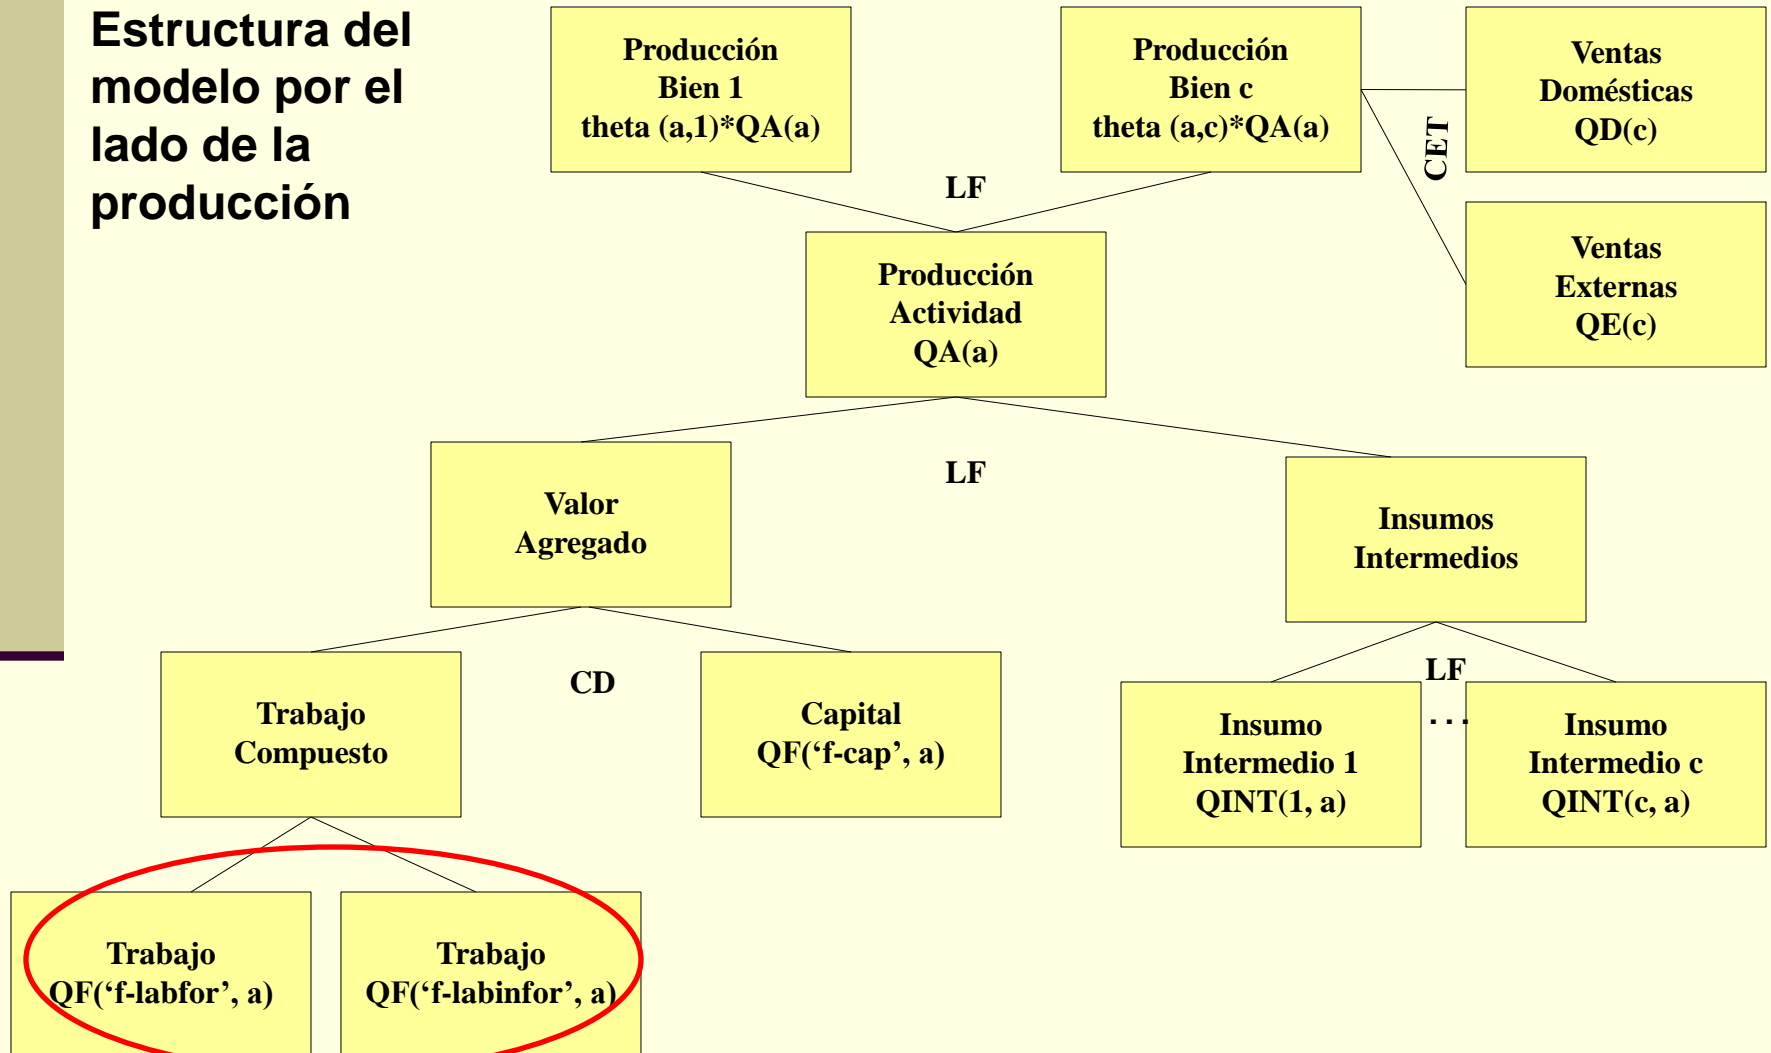 Estructura del
modelo por el
lado de la
producción
Producción
Bien 1
theta (a,1)*QA(a)
Producción
Bien c
theta (a,c)*QA(a)
Ventas
Domésticas
QD(c)
CET
LF
Ventas
Externas
QE(c)
Producción
Actividad
QA(a)
LF
Valor
Agregado
Insumos
Intermedios
CD
LF
Trabajo
Compuesto
Capital
QF(‘f-cap’, a)
Insumo
Intermedio 1
QINT(1, a)
...
Insumo
Intermedio c
QINT(c, a)
Trabajo
QF(‘f-labfor’, a)
Trabajo
QF(‘f-labinfor’, a)